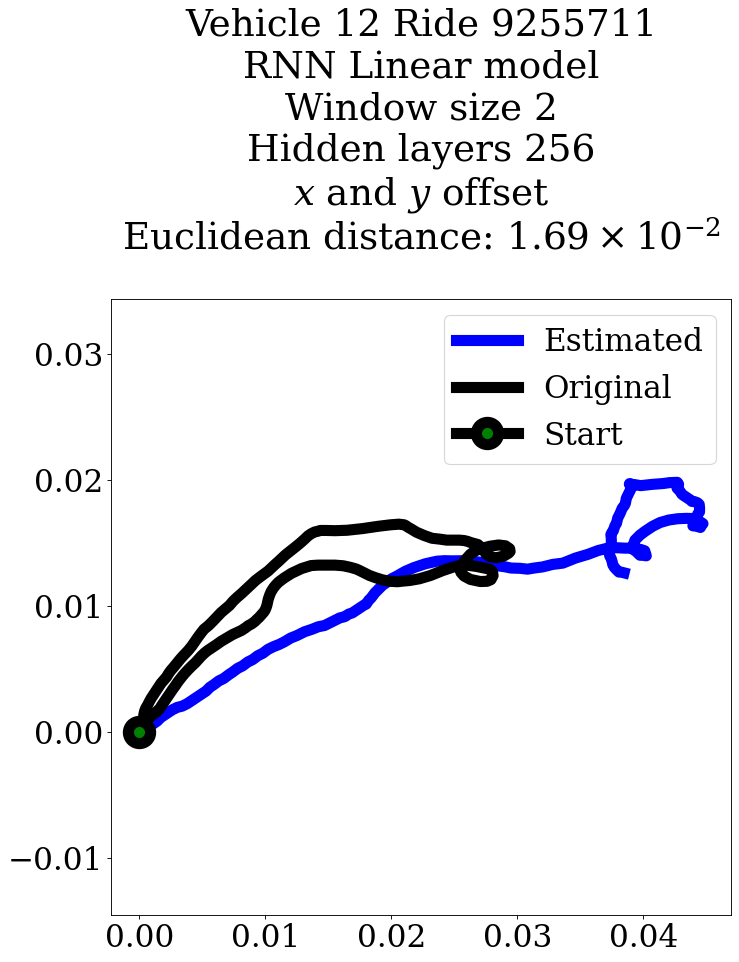 Vehicle 12 Ride 9255711
RNN Linear model
Window size 2
Hidden layers 256
x and y offset
Euclidean distance: 1.69 × 10⁻²
Estimated
Original
Start
0.03
0.02
0.01
0.00
−0.01
0.00 0.01 0.02 0.03 0.04